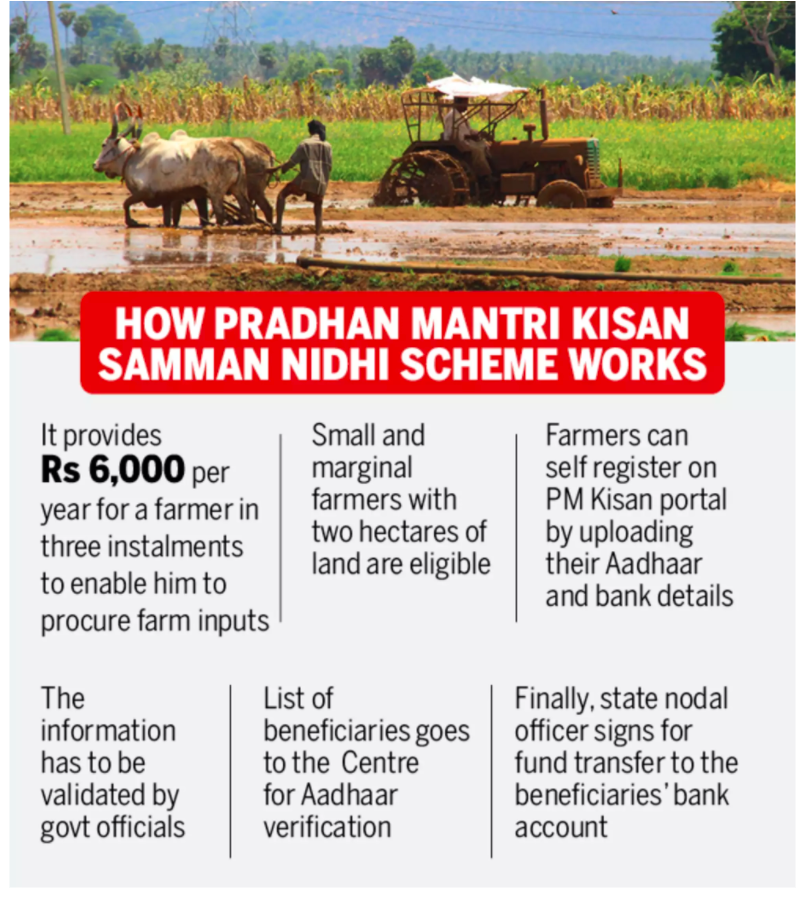 HOW PRADHAN MANTRI KISAN
SAMMAN NIDHI SCHEME WORKS
It provides
Rs 6,000 per
year for a farmer in
three instalments
to enable him to
procure farm inputs
Small and
marginal
farmers with
two hectares of
land are eligible
Farmers can
self register on
PM Kisan portal
by uploading
their Aadhaar
and bank details
The
information
has to be
validated by
govt officials
List of
beneficiaries goes
to the Centre
for Aadhaar
verification
Finally, state nodal
officer signs for
fund transfer to the
beneficiaries' bank
account